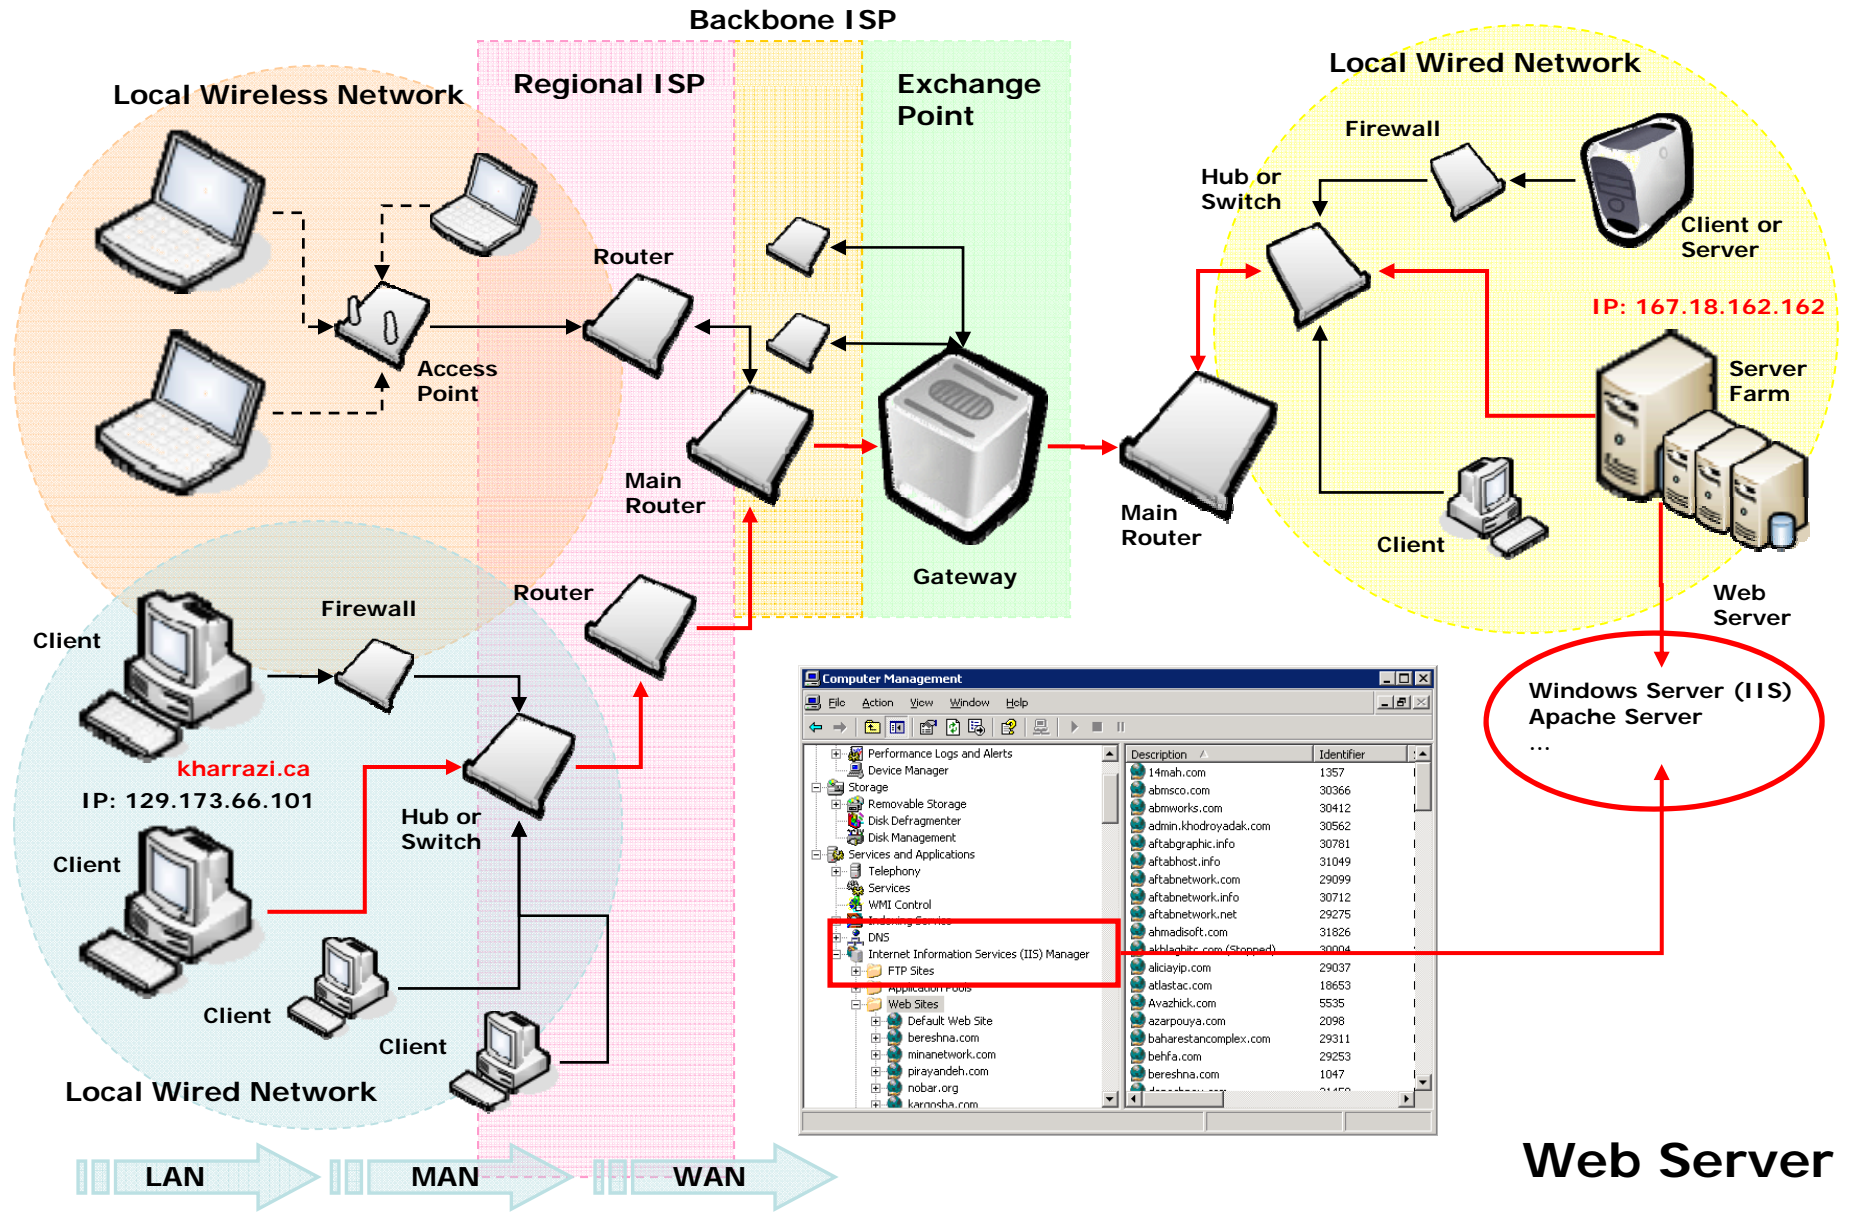 Backbone ISP
Local Wireless Network
Regional ISP
Exchange
Point
Local Wired Network
Firewall
Hub or
Switch
Client or
Server
Router
IP: 167.18.162.162
Access
Point
Server
Farm
Main
Router
Main
Router
Client
Gateway
Web
Server
Firewall
Router
Client
kharrazi.ca
IP: 129.173.66.101
Hub or
Switch
Client
Client
Client
Local Wired Network
Windows Server (IIS)
Apache Server
...
Computer Management
File Action View Window Help
Performance Logs and Alerts
Device Manager
Storage
Removable Storage
Disk Defragmenter
Disk Management
Services and Applications
Telephony
Services
WMI Control
Indexing Service
DNS
Internet Information Services (IIS) Manager
FTP Sites
Application Pools
Web Sites
Default Web Site
bereshna.com
minanetwork.com
pirayandeh.com
nobar.org
kargosha.com
Description Identifier
14mah.com 1357
abmsco.com 30366
abmworks.com 30412
admin.khodroyadak.com 30562
aftabgraphic.info 30781
aftabhost.info 31049
aftabnetwork.com 29099
aftabnetwork.info 30712
aftabnetwork.net 29275
ahmadisoft.com 31826
(Stopped) 30004
aliciayip.com 29037
atlastac.com 18653
Avazhick.com 5535
azarpouya.com 2098
baharestancomplex.com 29311
behfa.com 29253
bereshna.com 1047
LAN
MAN
WAN
Web Server